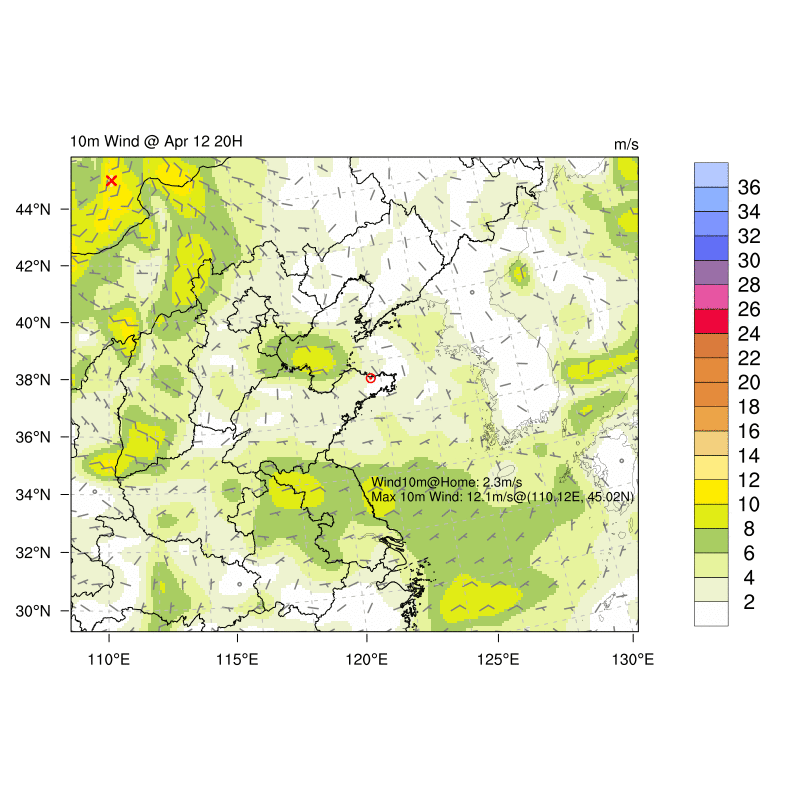 10m Wind @ Apr 12 20H
m/s
44°N
42°N
40°N
38°N
36°N
34°N
32°N
30°N
110°E
115°E
120°E
125°E
130°E
Wind10m@Home: 2.3m/s
Max 10m Wind: 12.1m/s@(110.12E, 45.02N)
36
34
32
30
28
26
24
22
20
18
16
14
12
10
8
6
4
2